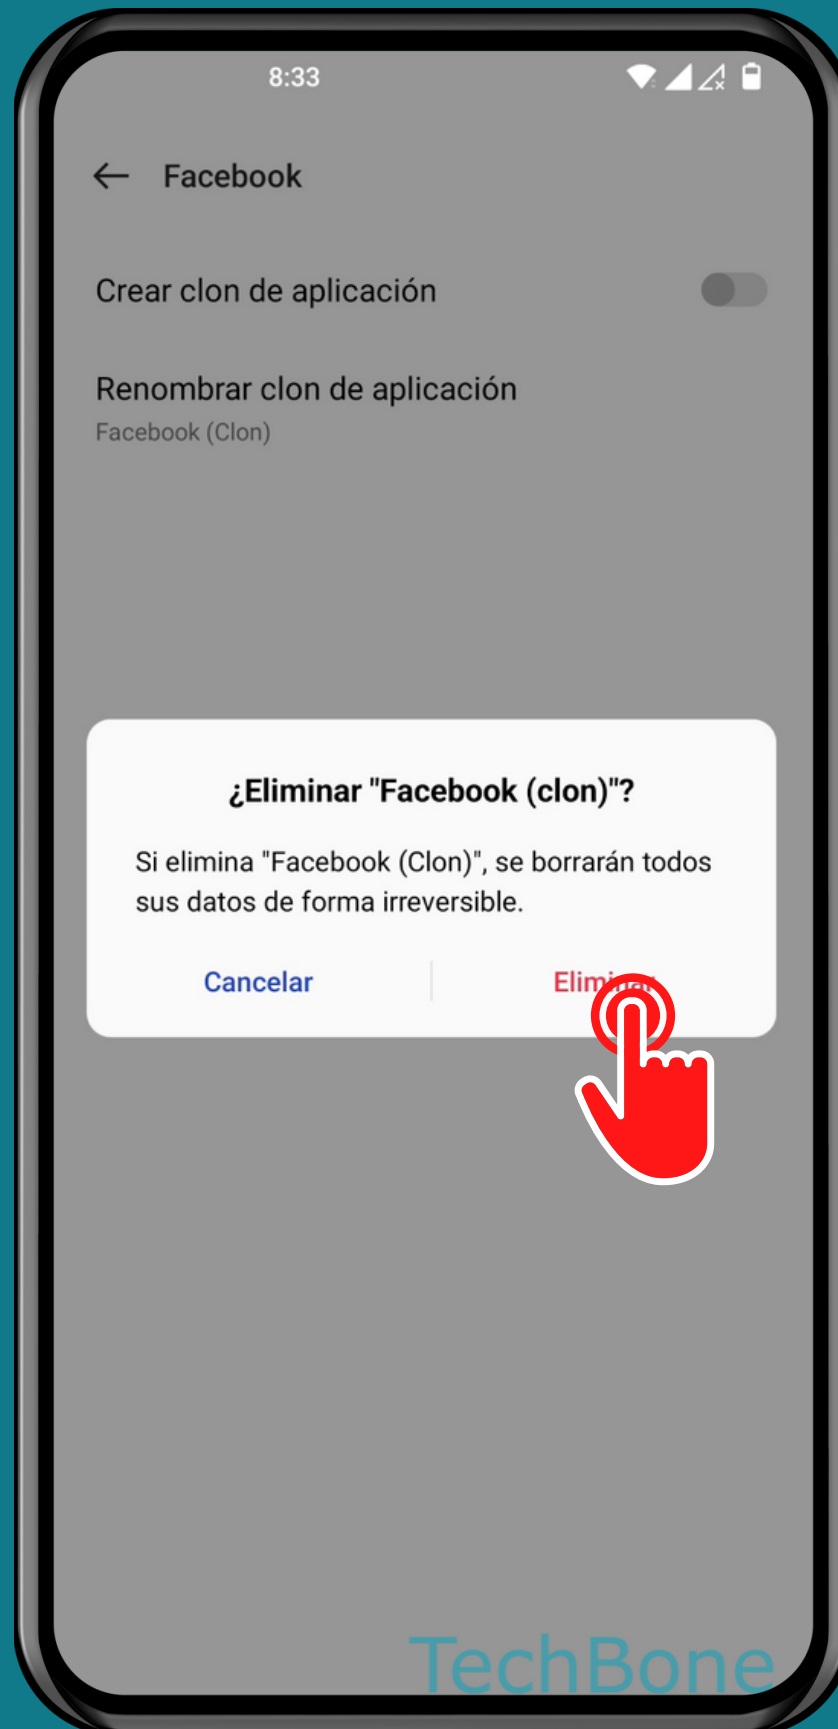 8:33
Facebook
Crear clon de aplicación
Renombrar clon de aplicación
Facebook (Clon)
¿Eliminar "Facebook (clon)"?
Si elimina "Facebook (Clon)", se borrarán todos
sus datos de forma irreversible.
Cancelar
Eliminar
TechBone